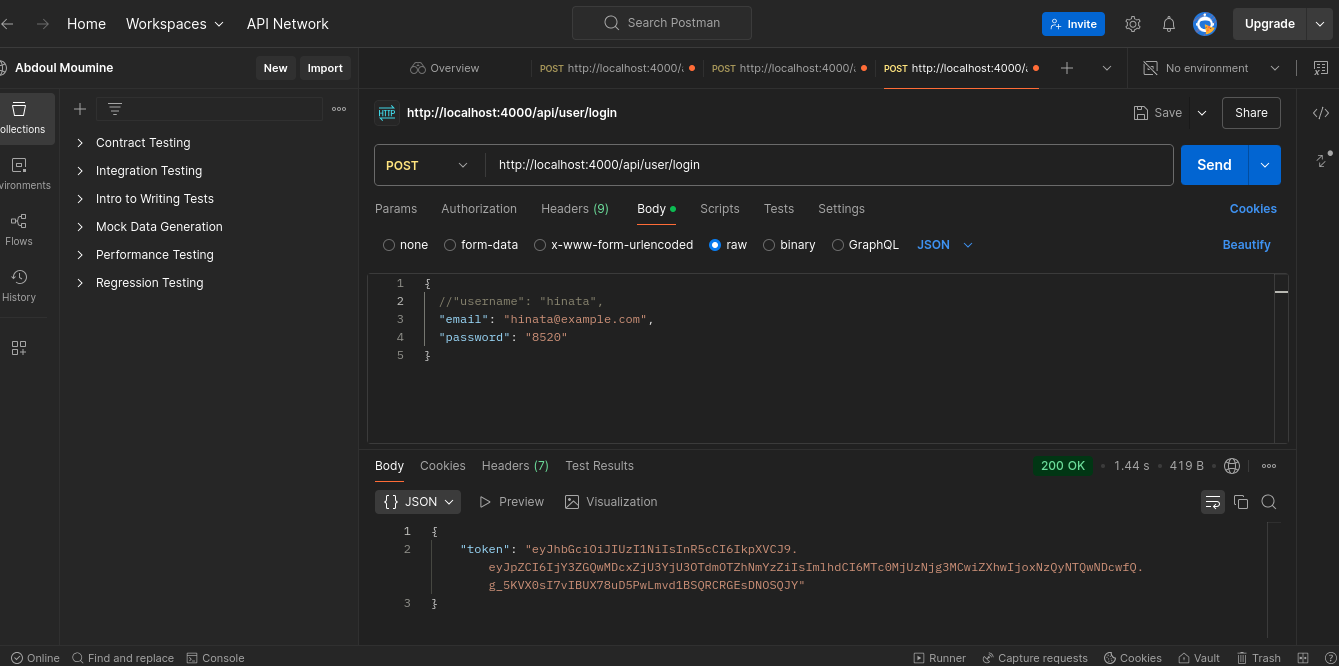 Home Workspaces API Network Search Postman Invite Upgrade
Abdoul Moumine New Import
Overview POST http://localhost:4000/ POST http://localhost:4000/ POST http://localhost:4000/ No environment
ollections
vironments
Flows
History
Contract Testing
Integration Testing
Intro to Writing Tests
Mock Data Generation
Performance Testing
Regression Testing
HTTP http://localhost:4000/api/user/login Save Share
POST http://localhost:4000/api/user/login Send
Params Authorization Headers (9) Body Scripts Tests Settings Cookies
none form-data x-www-form-urlencoded raw binary GraphQL JSON Beautify
1 {
2 //"username": "hinata",
3 "email": "hinata@example.com",
4 "password": "8520"
5 }
Body Cookies Headers (7) Test Results 200 OK • 1.44 s • 419 B
{} JSON Preview Visualization
1 {
2 "token": "eyJhbGciOiJIUzI1NiIsInR5cCI6IkpXVCJ9.
eyJpZCI6IjY3ZGQwMDcxZjU3YjU3OTdmOTZhNmYzZiIsImlhdCI6MTc0MjUzNjg3MCwiZXhwIjoxNzQyNTQwNDcwfQ.
g_5KVX0sI7vIBUX78uD5PwLmvd1BSQRCRGEsDNOSQJY"
3 }
Online Find and replace Console Runner Capture requests Cookies Vault Trash